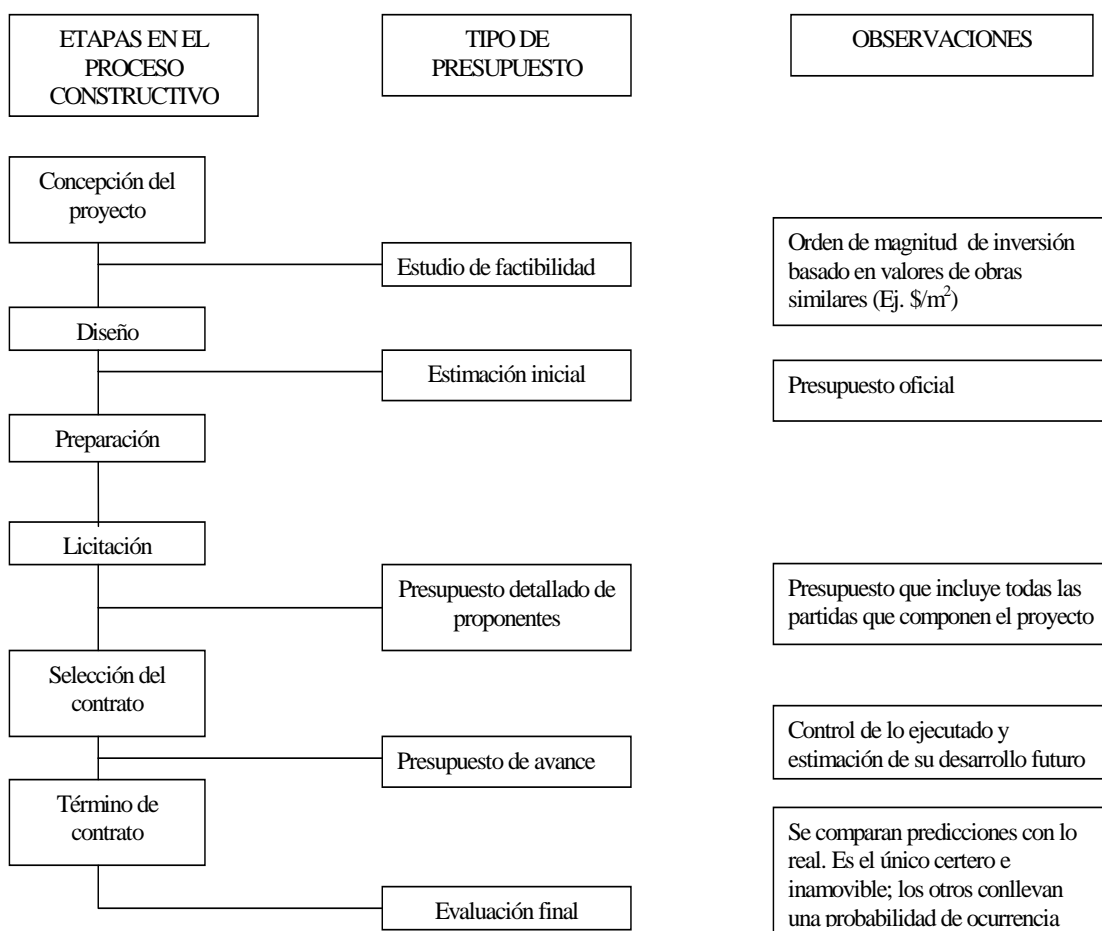 ETAPAS EN EL
PROCESO
CONSTRUCTIVO
TIPO DE
PRESUPUESTO
OBSERVACIONES
Concepción del
proyecto
Estudio de factibilidad
Orden de magnitud de inversión
basado en valores de obras
similares (Ej. $/m²)
Diseño
Estimación inicial
Presupuesto oficial
Preparación
Licitación
Presupuesto detallado de
proponentes
Presupuesto que incluye todas las
partidas que componen el proyecto
Selección del
contrato
Presupuesto de avance
Control de lo ejecutado y
estimación de su desarrollo futuro
Término de
contrato
Evaluación final
Se comparan predicciones con lo
real. Es el único certero e
inamovible; los otros conllevan
una probabilidad de ocurrencia